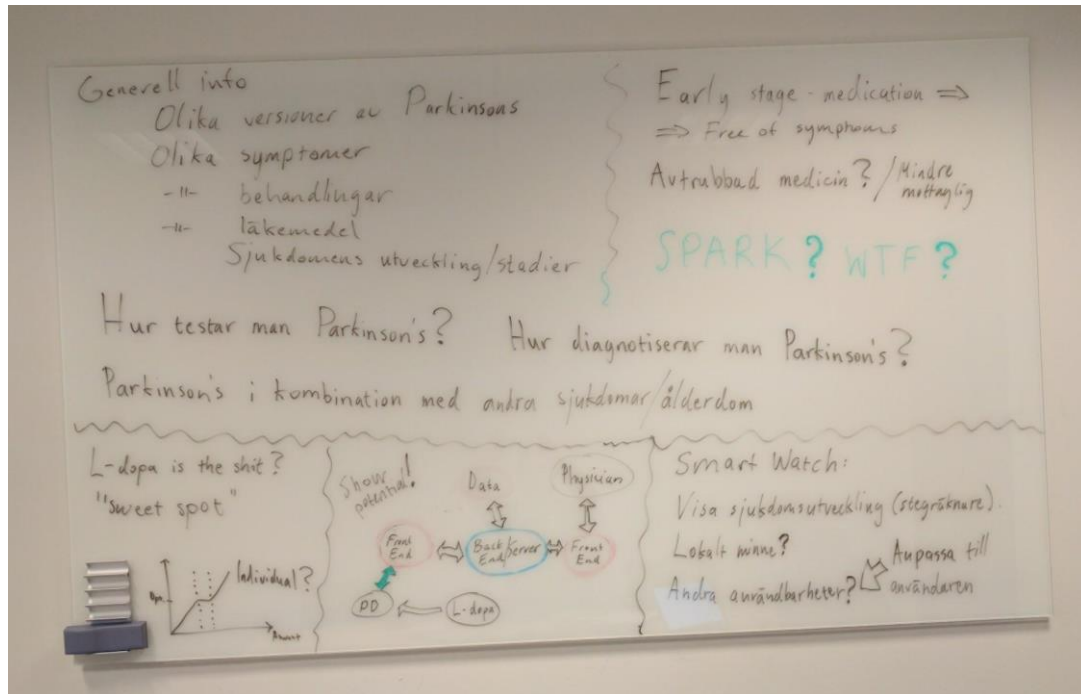 Generell info
Olika versioner av Parkinsons
Olika symptomer
-"- behandlingar
-"- läkemedel
Sjukdomens utveckling/stadier
Early stage - medication ⇒
⇒ Free of symptoms
Avtrubbad medicin? / Mindre
mottaglig
SPARK? WTF?
Hur testar man Parkinson's?
Hur diagnotiserar man Parkinson's?
Parkinson's i kombination med andra sjukdomar/ålderdom
L-dopa is the shit?
"sweet spot"
Individual?
Amount
Show
potential!
Data
Physician
Front
End
Back
End
Server
Front
End
PD
L-dopa
Smart Watch:
Visa sjukdomsutveckling (stegräknare).
Lokalt minne?
Andra användbarheter?
Anpassa till
användaren